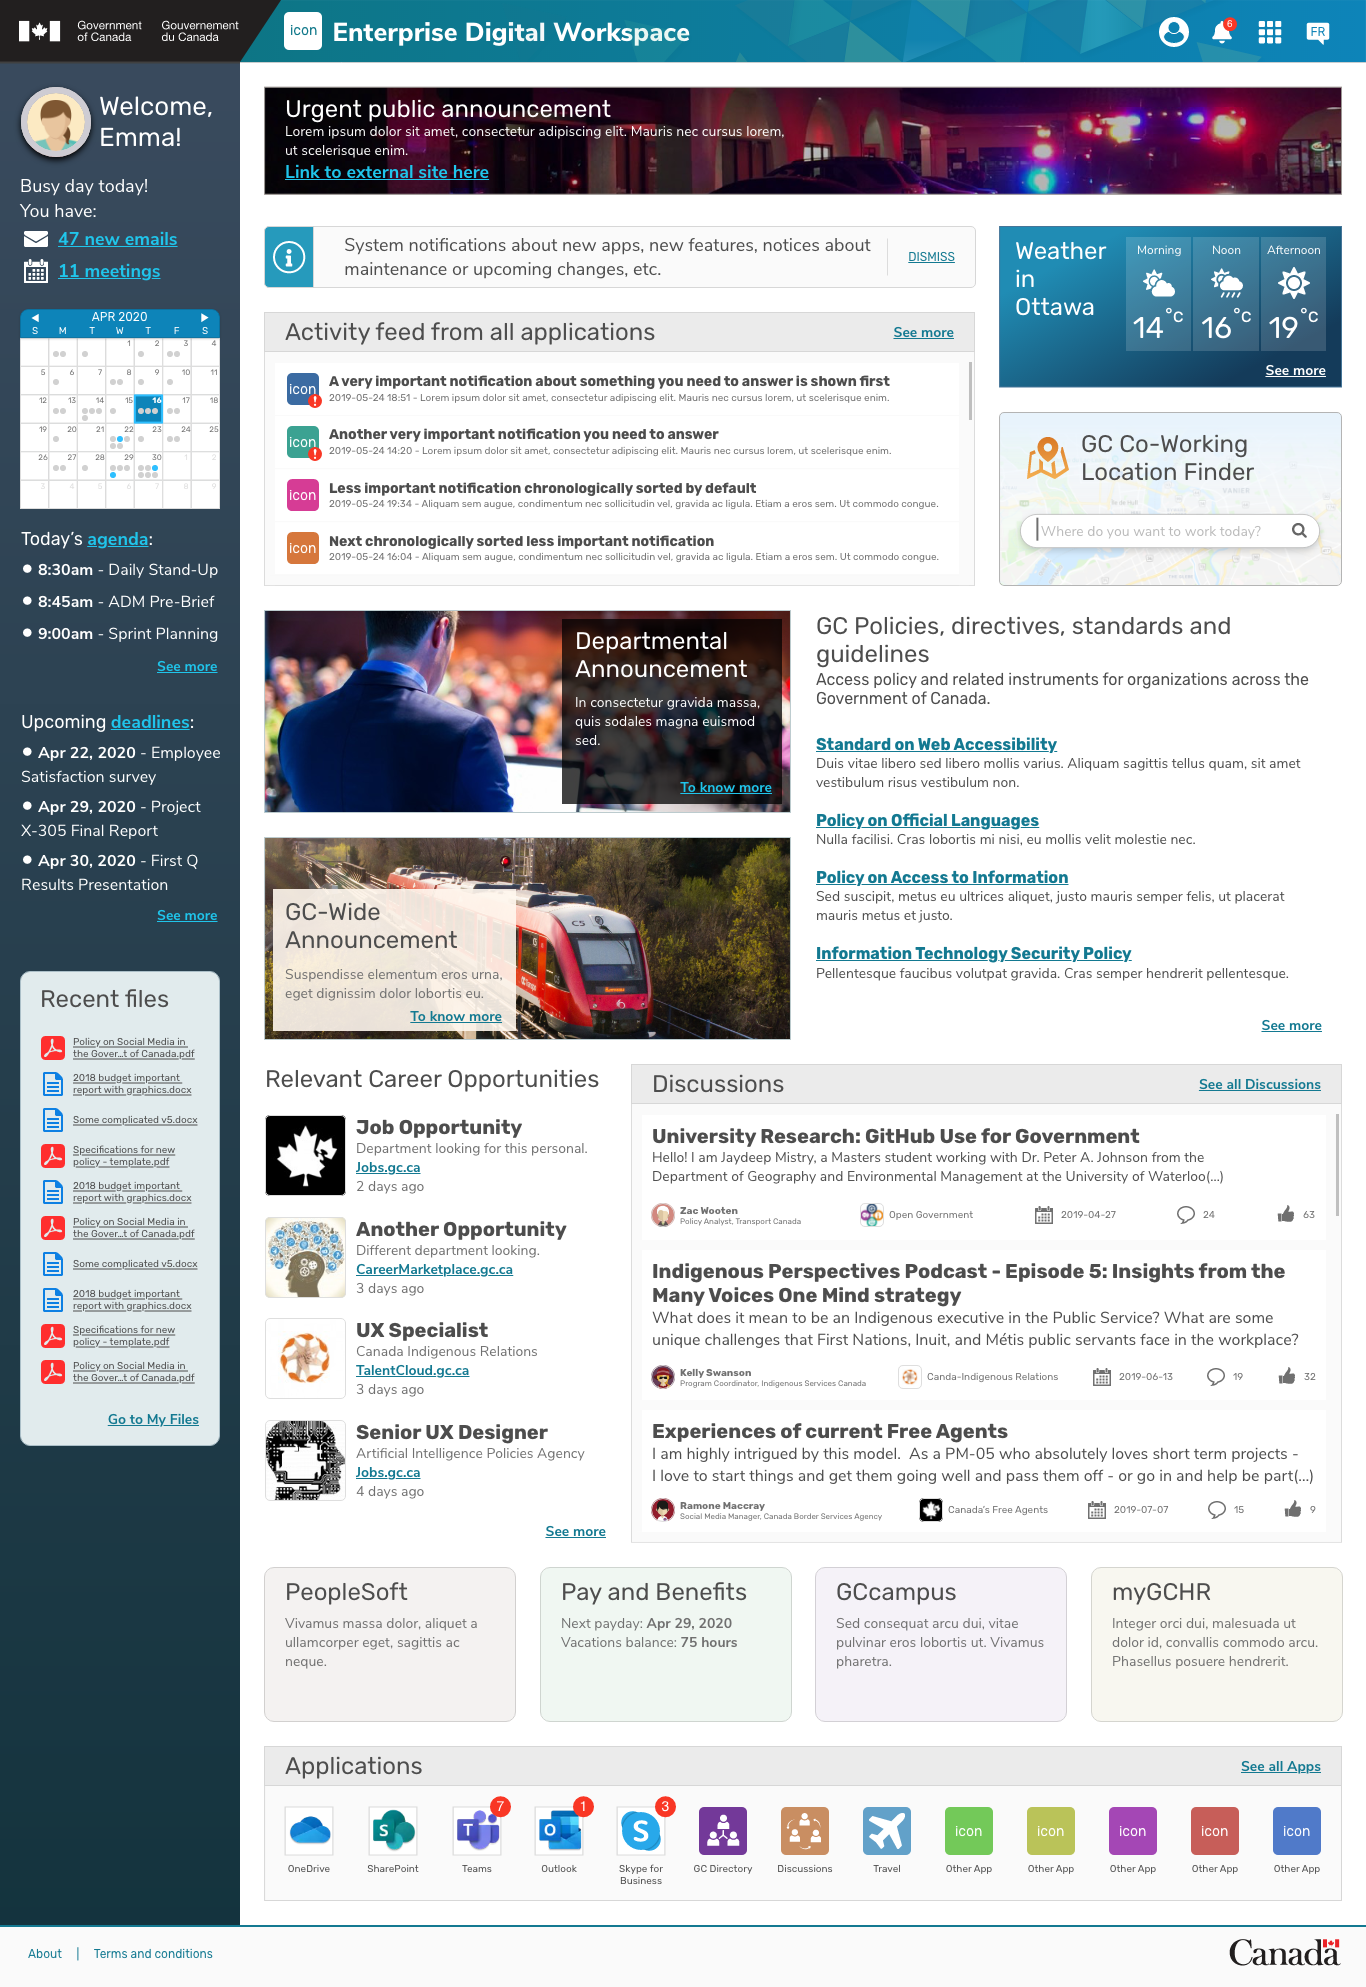 Government
of Canada
Gouvernement
du Canada
icon
Enterprise Digital Workspace
6
FR
Welcome,
Emma!
Busy day today!
You have:
47 new emails
11 meetings
APR 2020
S M T W T F S
1 2 3 4
5 6 7 8 9 10 11
12 13 14 15 16 17 18
19 20 21 22 23 24 25
26 27 28 29 30 1 2
3 4 5 6 7 8 9
Today's agenda:
8:30am - Daily Stand-Up
8:45am - ADM Pre-Brief
9:00am - Sprint Planning
See more
Upcoming deadlines:
Apr 22, 2020 - Employee
Satisfaction survey
Apr 29, 2020 - Project
X-305 Final Report
Apr 30, 2020 - First Q
Results Presentation
See more
Recent files
Policy on Social Media in
the Gover...t of Canada.pdf
2018 budget important
report with graphics.docx
Some complicated v5.docx
Specifications for new
policy - template.pdf
2018 budget important
report with graphics.docx
Policy on Social Media in
the Gover...t of Canada.pdf
Some complicated v5.docx
2018 budget important
report with graphics.docx
Specifications for new
policy - template.pdf
Policy on Social Media in
the Gover...t of Canada.pdf
Go to My Files
Urgent public announcement
Lorem ipsum dolor sit amet, consectetur adipiscing elit. Mauris nec cursus lorem,
ut scelerisque enim.
Link to external site here
System notifications about new apps, new features, notices about
maintenance or upcoming changes, etc.
DISMISS
Weather
in
Ottawa
Morning
14°C
Noon
16°C
Afternoon
19°C
See more
Activity feed from all applications
See more
icon
A very important notification about something you need to answer is shown first
2019-05-24 18:51 - Lorem ipsum dolor sit amet, consectetur adipiscing elit. Mauris nec cursus lorem, ut scelerisque enim.
icon
Another very important notification you need to answer
2019-05-24 14:20 - Lorem ipsum dolor sit amet, consectetur adipiscing elit. Mauris nec cursus lorem, ut scelerisque enim.
icon
Less important notification chronologically sorted by default
2019-05-24 19:34 - Aliquam sem augue, condimentum nec sollicitudin vel, gravida ac ligula. Etiam a eros sem. Ut commodo congue.
icon
Next chronologically sorted less important notification
2019-05-24 16:04 - Aliquam sem augue, condimentum nec sollicitudin vel, gravida ac ligula. Etiam a eros sem. Ut commodo congue.
GC Co-Working
Location Finder
Where do you want to work today?
Departmental
Announcement
In consectetur gravida massa,
quis sodales magna euismod
sed.
To know more
GC-Wide
Announcement
Suspendisse elementum eros urna,
eget dignissim dolor lobortis eu.
To know more
C5
GC Policies, directives, standards and
guidelines
Access policy and related instruments for organizations across the
Government of Canada.
Standard on Web Accessibility
Duis vitae libero sed libero mollis varius. Aliquam sagittis tellus quam, sit amet
vestibulum risus vestibulum non.
Policy on Official Languages
Nulla facilisi. Cras lobortis mi nisi, eu mollis velit molestie nec.
Policy on Access to Information
Sed suscipit, metus eu ultrices aliquet, justo mauris semper felis, ut placerat
mauris metus et justo.
Information Technology Security Policy
Pellentesque faucibus volutpat gravida. Cras semper hendrerit pellentesque.
See more
Relevant Career Opportunities
Job Opportunity
Department looking for this personal.
Jobs.gc.ca
2 days ago
Another Opportunity
Different department looking.
CareerMarketplace.gc.ca
3 days ago
UX Specialist
Canada Indigenous Relations
TalentCloud.gc.ca
3 days ago
Senior UX Designer
Artificial Intelligence Policies Agency
Jobs.gc.ca
4 days ago
See more
Discussions
See all Discussions
University Research: GitHub Use for Government
Hello! I am Jaydeep Mistry, a Masters student working with Dr. Peter A. Johnson from the
Department of Geography and Environmental Management at the University of Waterloo(...)
Zac Wooten
Policy Analyst, Transport Canada
Open Government
2019-04-27
24
63
Indigenous Perspectives Podcast - Episode 5: Insights from the
Many Voices One Mind strategy
What does it mean to be an Indigenous executive in the Public Service? What are some
unique challenges that First Nations, Inuit, and Métis public servants face in the workplace?
Kelly Swanson
Program Coordinator, Indigenous Services Canada
Canda-Indigenous Relations
2019-06-13
19
32
Experiences of current Free Agents
I am highly intrigued by this model. As a PM-05 who absolutely loves short term projects -
I love to start things and get them going well and pass them off - or go in and help be part(...)
Ramone Maccray
Social Media Manager, Canada Border Services Agency
Canada's Free Agents
2019-07-07
15
9
PeopleSoft
Vivamus massa dolor, aliquet a
ullamcorper eget, sagittis ac
neque.
Pay and Benefits
Next payday: Apr 29, 2020
Vacations balance: 75 hours
GCcampus
Sed consequat arcu dui, vitae
pulvinar eros lobortis ut. Vivamus
pharetra.
myGCHR
Integer orci dui, malesuada ut
dolor id, convallis commodo arcu.
Phasellus posuere hendrerit.
Applications
See all Apps
OneDrive
S
SharePoint
7
T
Teams
1
O
Outlook
3
S
Skype for
Business
GC Directory
Discussions
Travel
icon
Other App
icon
Other App
icon
Other App
icon
Other App
icon
Other App
About | Terms and conditions
Canada